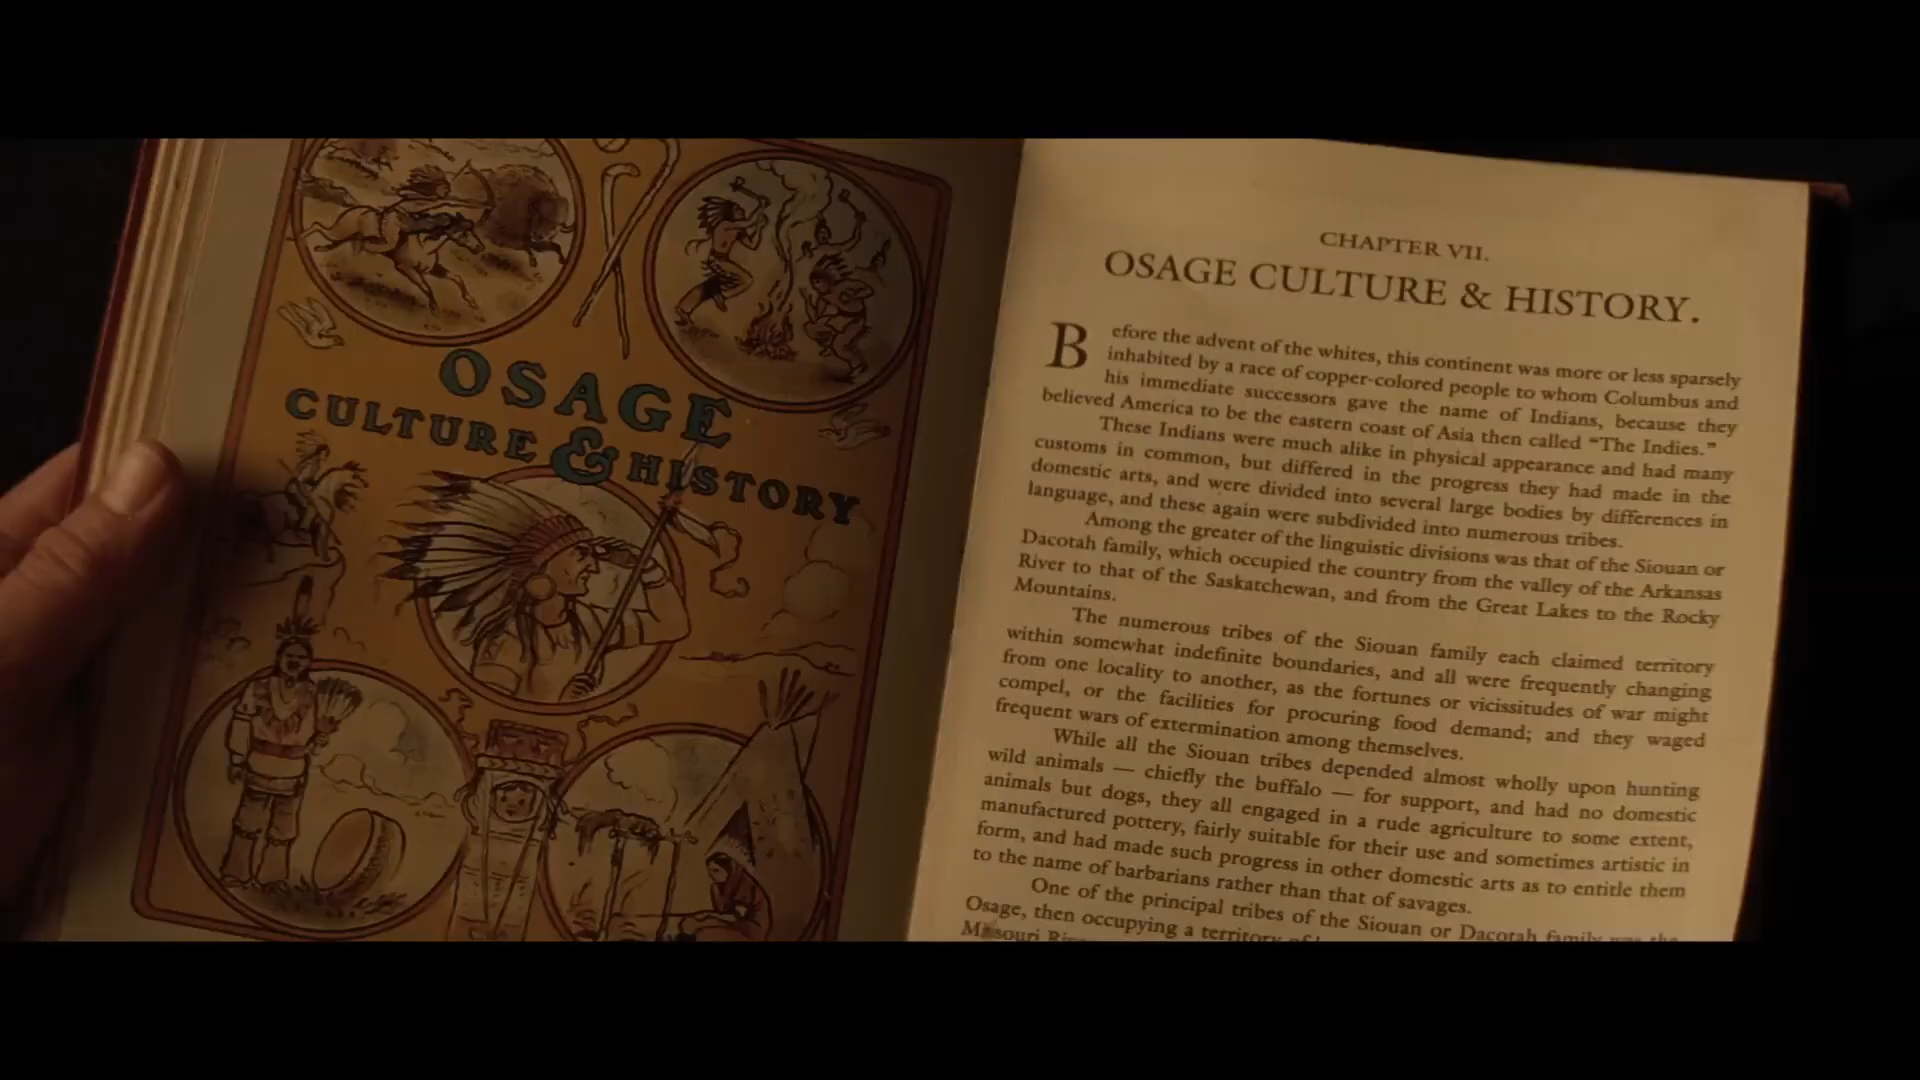 OSAGE
CULTURE & HISTORY
CHAPTER VII.
OSAGE CULTURE & HISTORY.
Before the advent of the whites, this continent was more or less sparsely
inhabited by a race of copper-colored people to whom Columbus and
his immediate successors gave the name of Indians, because they
believed America to be the eastern coast of Asia then called “The Indies.”
These Indians were much alike in physical appearance and had many
customs in common, but differed in the progress they had made in the
domestic arts, and were divided into several large bodies by differences in
language, and these again were subdivided into numerous tribes.
Among the greater of the linguistic divisions was that of the Siouan or
Dacotah family, which occupied the country from the valley of the Arkansas
River to that of the Saskatchewan, and from the Great Lakes to the Rocky
Mountains.
The numerous tribes of the Siouan family each claimed territory
within somewhat indefinite boundaries, and all were frequently changing
from one locality to another, as the fortunes or vicissitudes of war might
compel, or the facilities for procuring food demand; and they waged
frequent wars of extermination among themselves.
While all the Siouan tribes depended almost wholly upon hunting
wild animals — chiefly the buffalo — for support, and had no domestic
animals but dogs, they all engaged in a rude agriculture to some extent,
manufactured pottery, fairly suitable for their use and sometimes artistic in
form, and had made such progress in other domestic arts as to entitle them
to the name of barbarians rather than that of savages.
One of the principal tribes of the Siouan or Dacotah family was the
Osage, then occupying a territory
Missouri